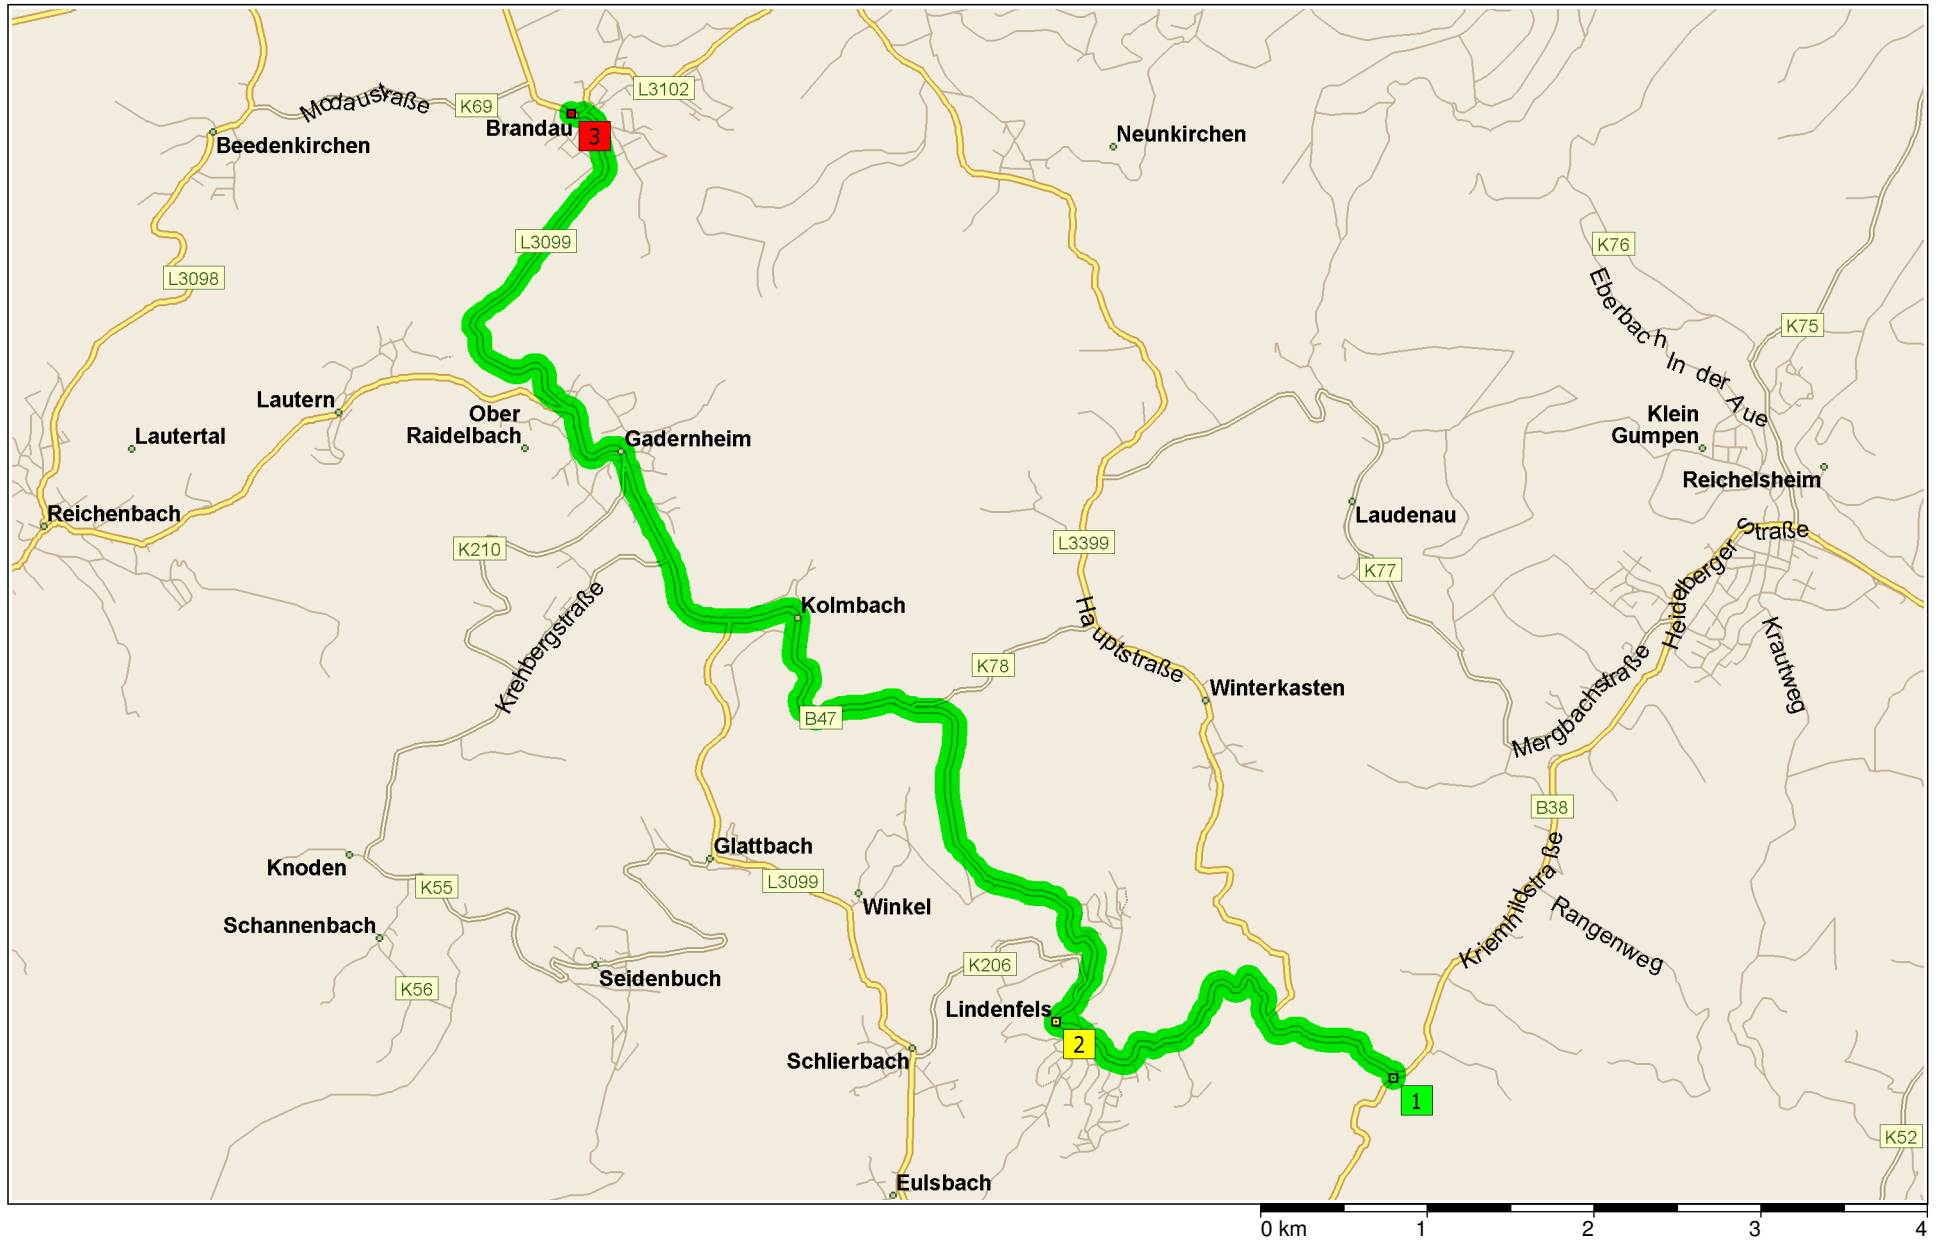 L3102
Modaustraße
K69
Brandau
3
Beedenkirchen
Neunkirchen
L3099
K76
L3098
Eberbach
K75
In der Aue
Lautern
Ober
Raidelbach
Klein
Gumpen
Lautertal
Gadernheim
Reichelsheim
Reichenbach
Laudenau
Heidelberger Straße
L3399
K210
K77
Krehbergstraße
Kolmbach
Hauptstraße
Krautweg
K78
Mergbachstraße
Winterkasten
B47
B38
Glattbach
Knoden
L3099
Kriemhildstraße
K55
Winkel
Rangenweg
Schannenbach
K206
Seidenbuch
K56
Lindenfels
2
Schlierbach
1
K52
Eulsbach
0 km 1 2 3 4